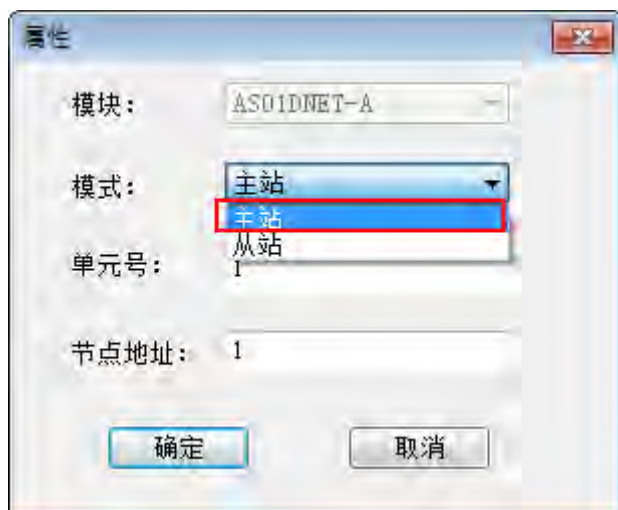 属性
模块： AS01DNET-A
模式： 主站
主站
从站
单元号： 1
节点地址： 1
确定 取消